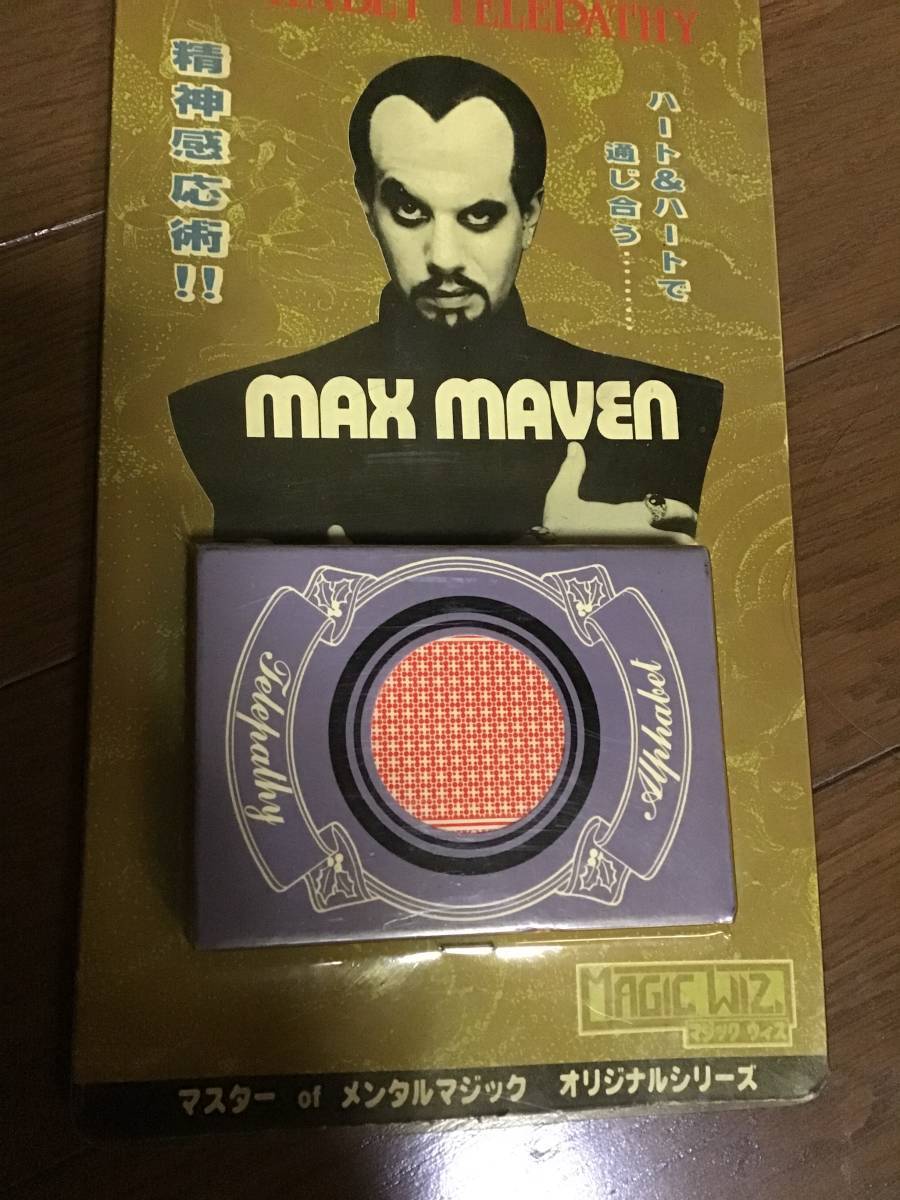 TELEPATHY
精神感応術!!
ハート&ハートで
通じ合う………
MAX MAVEN
Telepathy
Alphabet
MAGIC WIZ.
マジック ウィズ
マスター of メンタルマジック オリジナルシリーズ